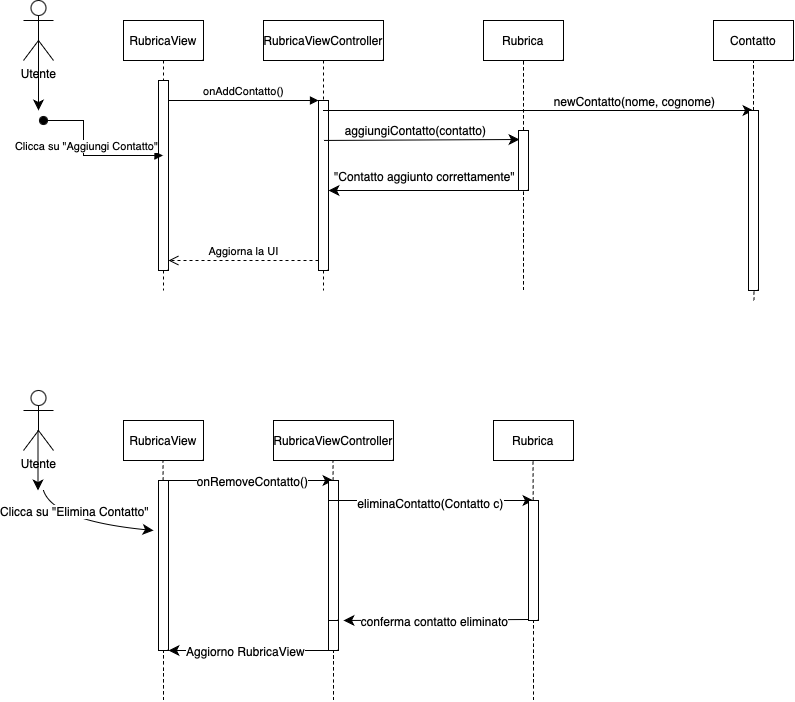 RubricaView
RubricaViewController
Rubrica
Contatto
Utente
onAddContatto()
newContatto(nome, cognome)
aggiungiContatto(contatto)
Clicca su "Aggiungi Contatto"
"Contatto aggiunto correttamente"
Aggiorna la UI
RubricaView
RubricaViewController
Rubrica
Utente
onRemoveContatto()
eliminaContatto(Contatto c)
Clicca su "Elimina Contatto"
conferma contatto eliminato
Aggiorno RubricaView